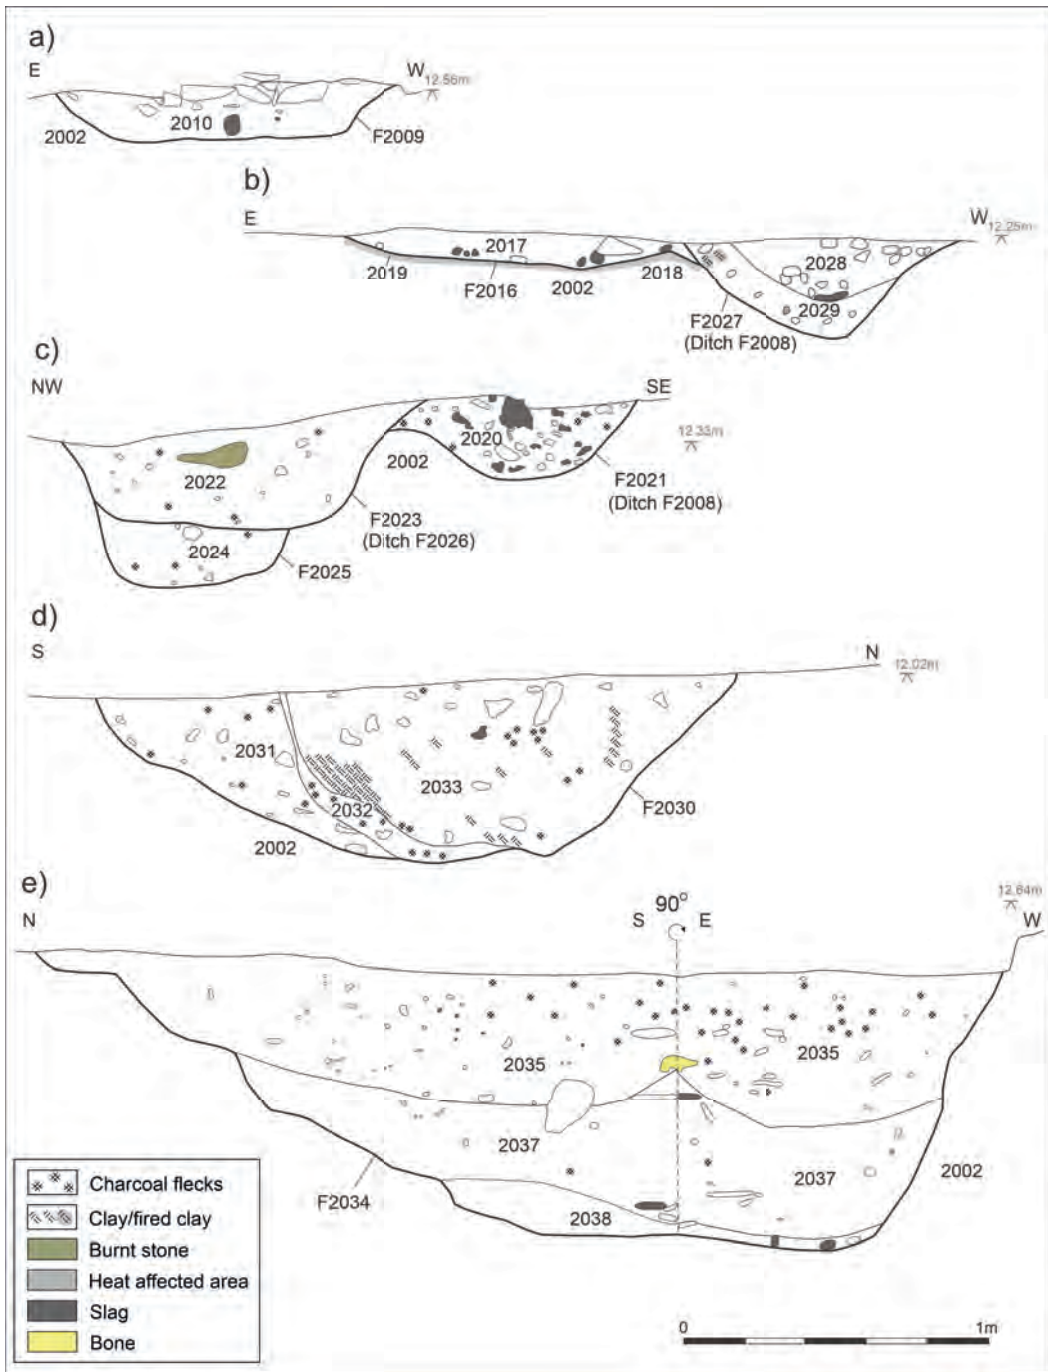 a)
E
W
12.56m
2010
2002
F2009
b)
E
W
12.25m
2017
2028
2019
2018
F2016
2002
2029
F2027
(Ditch F2008)
c)
NW
SE
12.33m
2020
2022
2002
F2021
(Ditch F2008)
F2023
(Ditch F2026)
2024
F2025
d)
S
N
12.02m
2031
2033
2032
F2030
2002
e)
N
90°
S
E
12.64m
W
2035
2035
2037
2037
2002
F2034
2038
Charcoal flecks
Clay/fired clay
Burnt stone
Heat affected area
Slag
Bone
0
1m